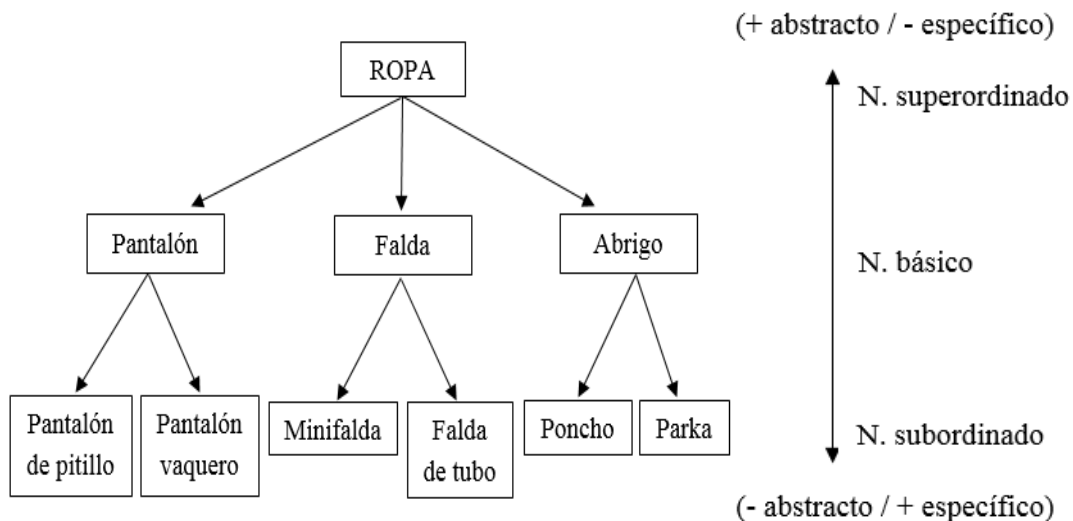 (+ abstracto / - específico)
ROPA
N. superordinado
Pantalón
Falda
Abrigo
N. básico
Pantalón
de pitillo
Pantalón
vaquero
Minifalda
Falda
de tubo
Poncho
Parka
N. subordinado
(- abstracto / + específico)